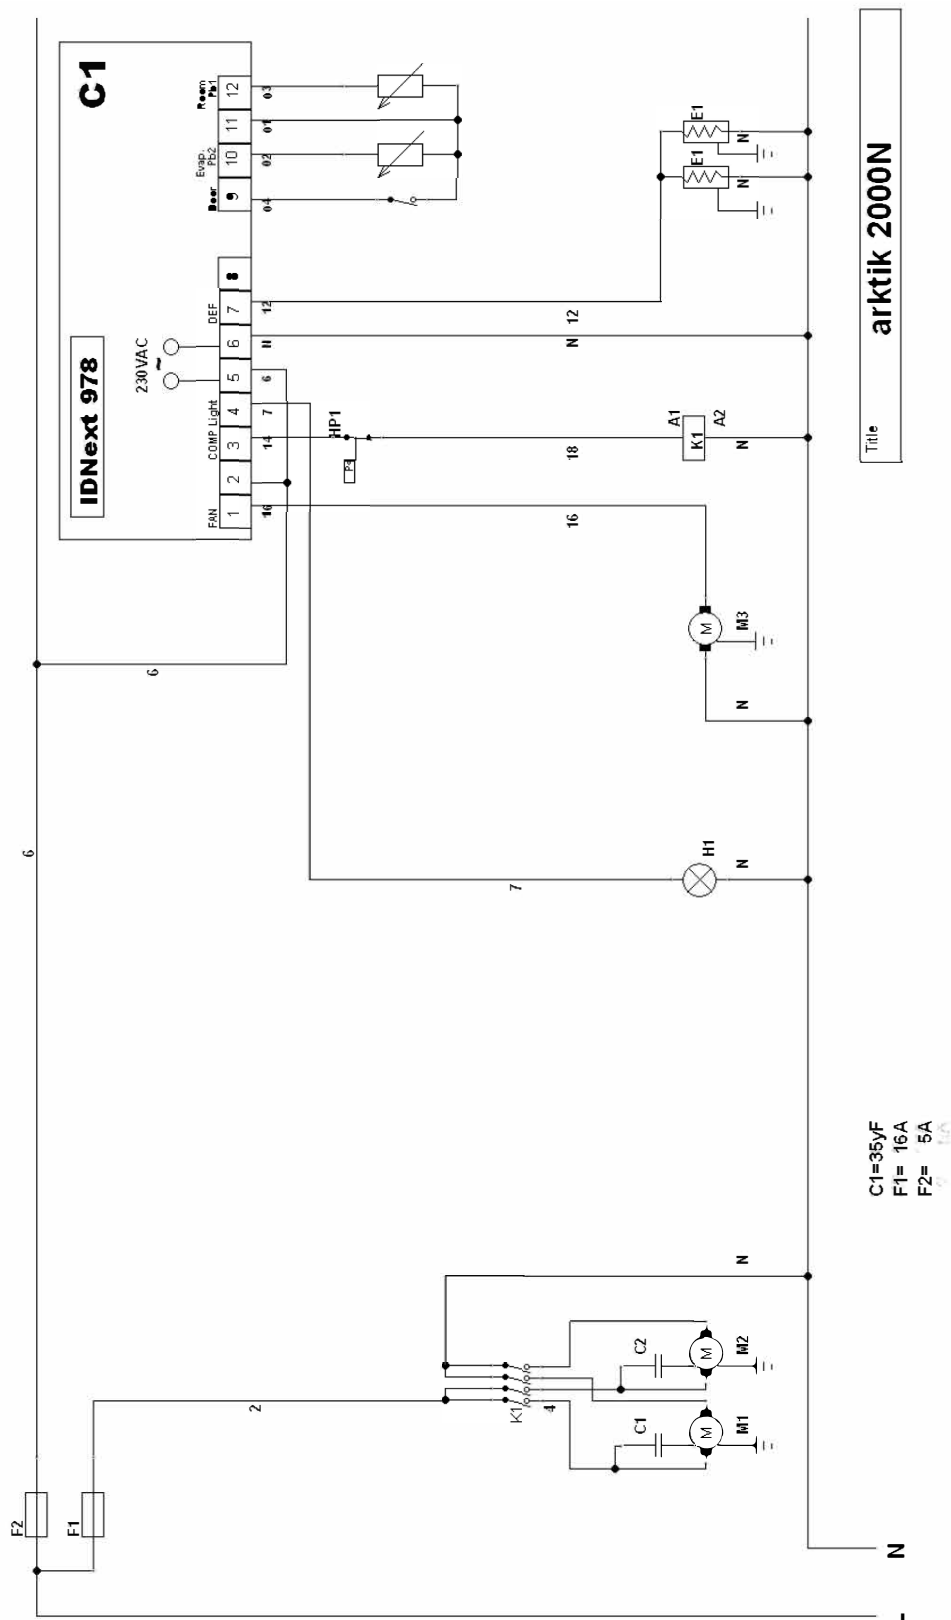 C1
IDNext 978
230VAC
~
FAN
COMP
Light
DEF
Door
Evap.
Pb2
Room
Pb1
1 2 3 4 5 6 7 8 9 10 11 12
16 14 7 6 N 12 04 02 01 03
HP1
E1
E1
N
N
12
N
18
16
A1
K1
A2
N
M
M3
N
6
6
7
H1
N
Title
arktik 2000N
F2
F1
2
K1
4
N
C1
C2
M
M1
M
M2
N
C1=35yF
F1= 16A
F2= 5A